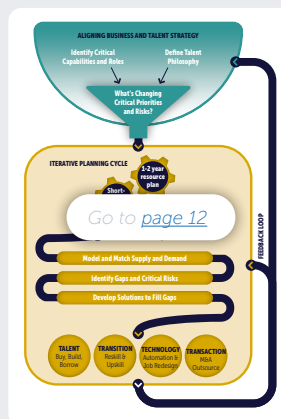 ALIGNING BUSINESS AND TALENT STRATEGY
Identify Critical
Capabilities and Roles
Define Talent
Philosophy
What's Changing
Critical Priorities
and Risks?
ITERATIVE PLANNING CYCLE
1-2 year
resource
plan
Short-
Go to page 12
Model and Match Supply and Demand
Identify Gaps and Critical Risks
Develop Solutions to Fill Gaps
TALENT
Buy, Build,
Borrow
TRANSITION
Reskill &
Upskill
TECHNOLOGY
Automation &
Job Redesign
TRANSACTION
M&A
Outsource
FEEDBACK LOOP